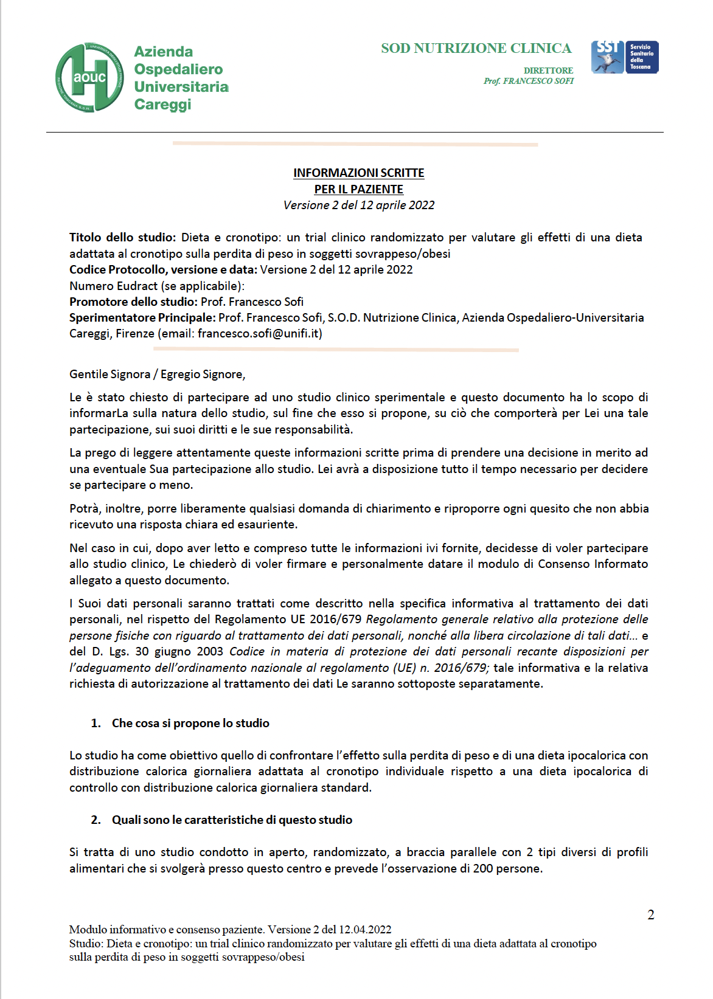 Azienda
Ospedaliero
Universitaria
Careggi
aouc
SOD NUTRIZIONE CLINICA
DIRETTORE
Prof. FRANCESCO SOFI
SST
Servizio
Sanitario
della
Toscana
INFORMAZIONI SCRITTE
PER IL PAZIENTE
Versione 2 del 12 aprile 2022
Titolo dello studio: Dieta e cronotipo: un trial clinico randomizzato per valutare gli effetti di una dieta
adattata al cronotipo sulla perdita di peso in soggetti sovrappeso/obesi
Codice Protocollo, versione e data: Versione 2 del 12 aprile 2022
Numero Eudract (se applicabile):
Promotore dello studio: Prof. Francesco Sofi
Sperimentatore Principale: Prof. Francesco Sofi, S.O.D. Nutrizione Clinica, Azienda Ospedaliero-Universitaria
Careggi, Firenze (email: francesco.sofi@unifi.it)
Gentile Signora / Egregio Signore,
Le è stato chiesto di partecipare ad uno studio clinico sperimentale e questo documento ha lo scopo di
informarLa sulla natura dello studio, sul fine che esso si propone, su ciò che comporterà per Lei una tale
partecipazione, sui suoi diritti e le sue responsabilità.
La prego di leggere attentamente queste informazioni scritte prima di prendere una decisione in merito ad
una eventuale Sua partecipazione allo studio. Lei avrà a disposizione tutto il tempo necessario per decidere
se partecipare o meno.
Potrà, inoltre, porre liberamente qualsiasi domanda di chiarimento e riproporre ogni quesito che non abbia
ricevuto una risposta chiara ed esauriente.
Nel caso in cui, dopo aver letto e compreso tutte le informazioni ivi fornite, decidesse di voler partecipare
allo studio clinico, Le chiederò di voler firmare e personalmente datare il modulo di Consenso Informato
allegato a questo documento.
I Suoi dati personali saranno trattati come descritto nella specifica informativa al trattamento dei dati
personali, nel rispetto del Regolamento UE 2016/679 Regolamento generale relativo alla protezione delle
persone fisiche con riguardo al trattamento dei dati personali, nonché alla libera circolazione di tali dati... e
del D. Lgs. 30 giugno 2003 Codice in materia di protezione dei dati personali recante disposizioni per
l’adeguamento dell’ordinamento nazionale al regolamento (UE) n. 2016/679; tale informativa e la relativa
richiesta di autorizzazione al trattamento dei dati Le saranno sottoposte separatamente.
1. Che cosa si propone lo studio
Lo studio ha come obiettivo quello di confrontare l’effetto sulla perdita di peso e di una dieta ipocalorica con
distribuzione calorica giornaliera adattata al cronotipo individuale rispetto a una dieta ipocalorica di
controllo con distribuzione calorica giornaliera standard.
2. Quali sono le caratteristiche di questo studio
Si tratta di uno studio condotto in aperto, randomizzato, a braccia parallele con 2 tipi diversi di profili
alimentari che si svolgerà presso questo centro e prevede l’osservazione di 200 persone.
2
Modulo informativo e consenso paziente. Versione 2 del 12.04.2022
Studio: Dieta e cronotipo: un trial clinico randomizzato per valutare gli effetti di una dieta adattata al cronotipo
sulla perdita di peso in soggetti sovrappeso/obesi